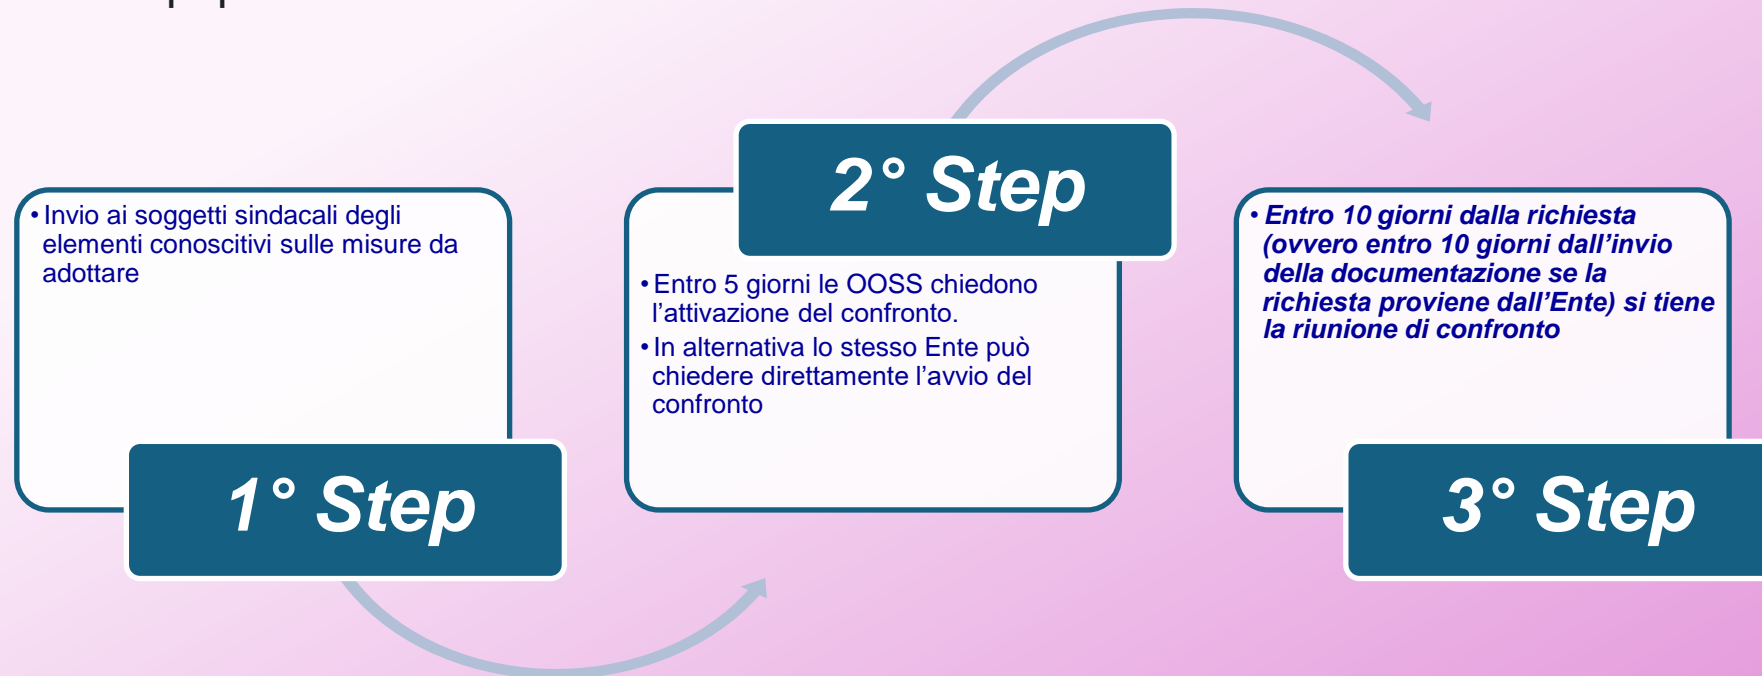 • Invio ai soggetti sindacali degli
elementi conoscitivi sulle misure da
adottare
1° Step
2° Step
• Entro 5 giorni le OOSS chiedono
l’attivazione del confronto.
• In alternativa lo stesso Ente può
chiedere direttamente l’avvio del
confronto
• Entro 10 giorni dalla richiesta
(ovvero entro 10 giorni dall’invio
della documentazione se la
richiesta proviene dall’Ente) si tiene
la riunione di confronto
3° Step